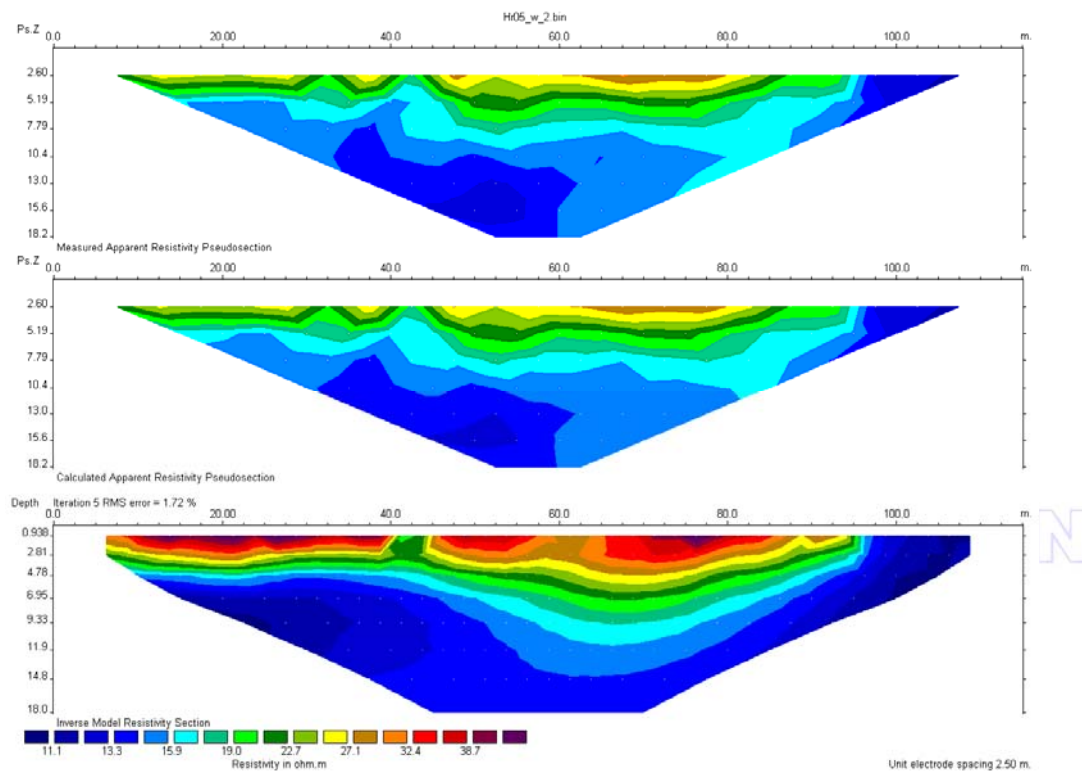 Hr05_w_2 bin
Ps.Z 0.0 20.00 40.0 60.0 80.0 100.0 m.
2.60
5.19
7.79
10.4
13.0
15.6
18.2
Measured Apparent Resistivity Pseudosection
Ps.Z 0.0 20.00 40.0 60.0 80.0 100.0 m.
2.60
5.19
7.79
10.4
13.0
15.6
18.2
Calculated Apparent Resistivity Pseudosection
Depth Iteration 5 RMS error = 1.72 %
0.0 20.00 40.0 60.0 80.0 100.0 m.
0.938
2.81
4.78
6.95
9.33
11.9
14.8
18.0
N
Inverse Model Resistivity Section
11.1 13.3 15.9 19.0 22.7 27.1 32.4 38.7
Resistivity in ohm.m
Unit electrode spacing 2.50 m.